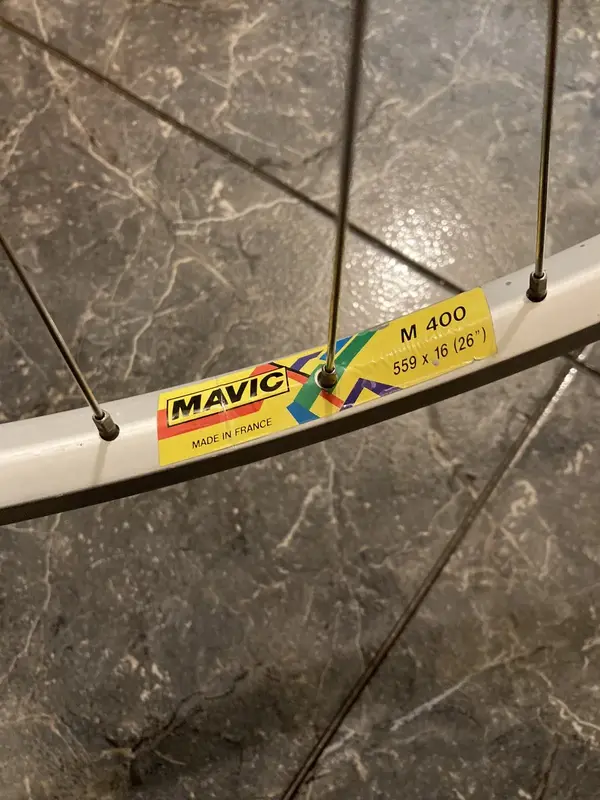 MAVIC
MADE IN FRANCE
M 400
559 x 16 (26")